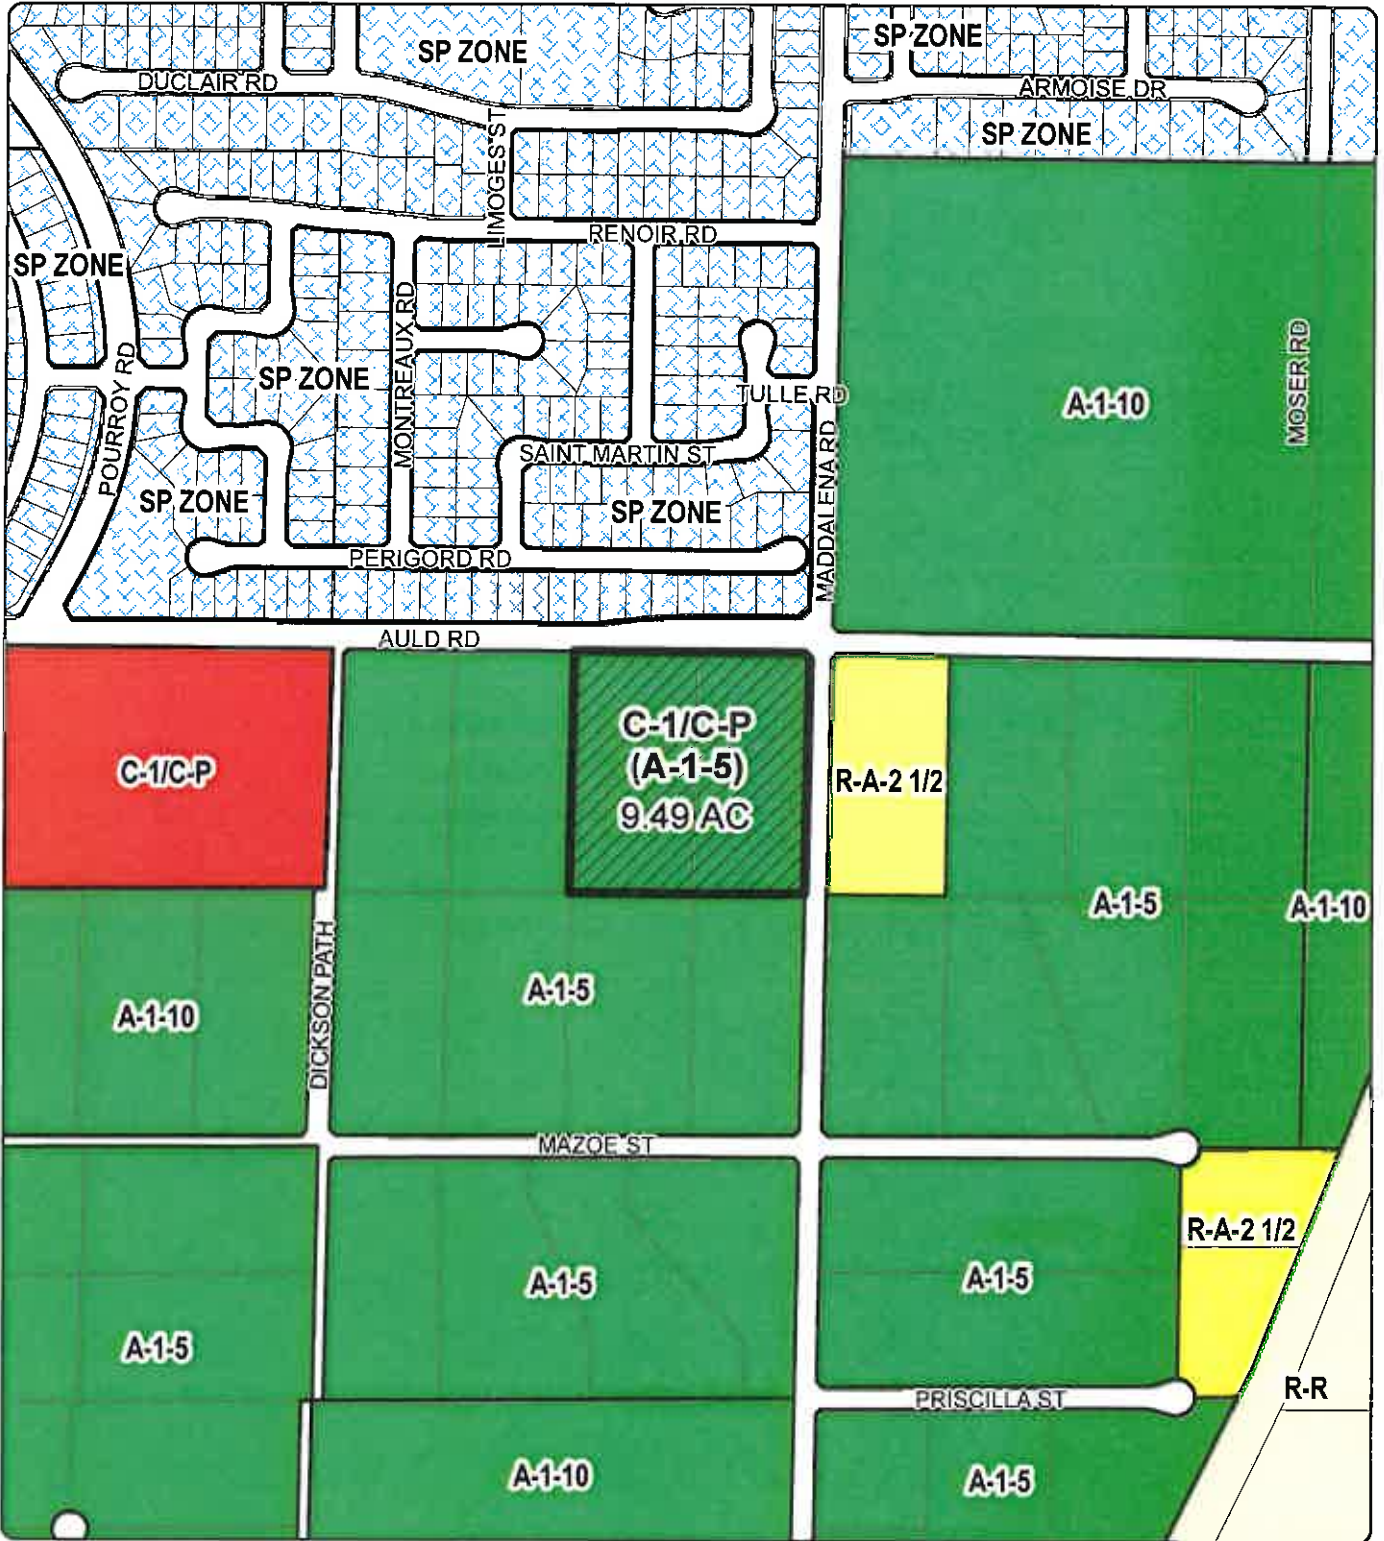 SP ZONE
SP ZONE
DUCLAIR RD
ARMOISE DR
LIMOGES ST
SP ZONE
RENOIR RD
SP ZONE
MONTREAUX RD
POURROY RD
SP ZONE
TULLE RD
MOSER RD
A-1-10
SAINT MARTIN ST
MADDALENA RD
SP ZONE
SP ZONE
PERIGORD RD
AULD RD
C-1/C-P
C-1/C-P
(A-1-5)
9.49 AC
R-A-2 1/2
A-1-5
A-1-10
DICKSON PATH
A-1-10
A-1-5
MAZOE ST
R-A-2 1/2
A-1-5
A-1-5
A-1-5
R-R
PRISCILLA ST
A-1-10
A-1-5